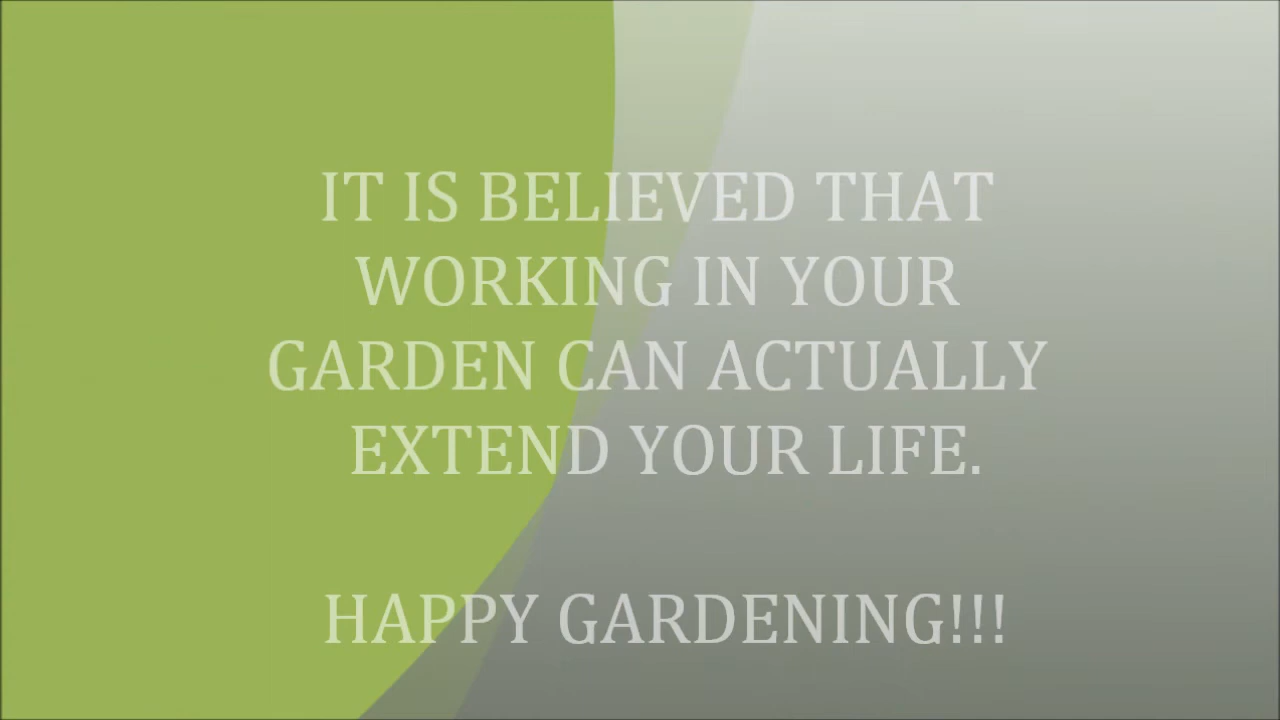 IT IS BELIEVED THAT
WORKING IN YOUR
GARDEN CAN ACTUALLY
EXTEND YOUR LIFE.
HAPPY GARDENING!!!